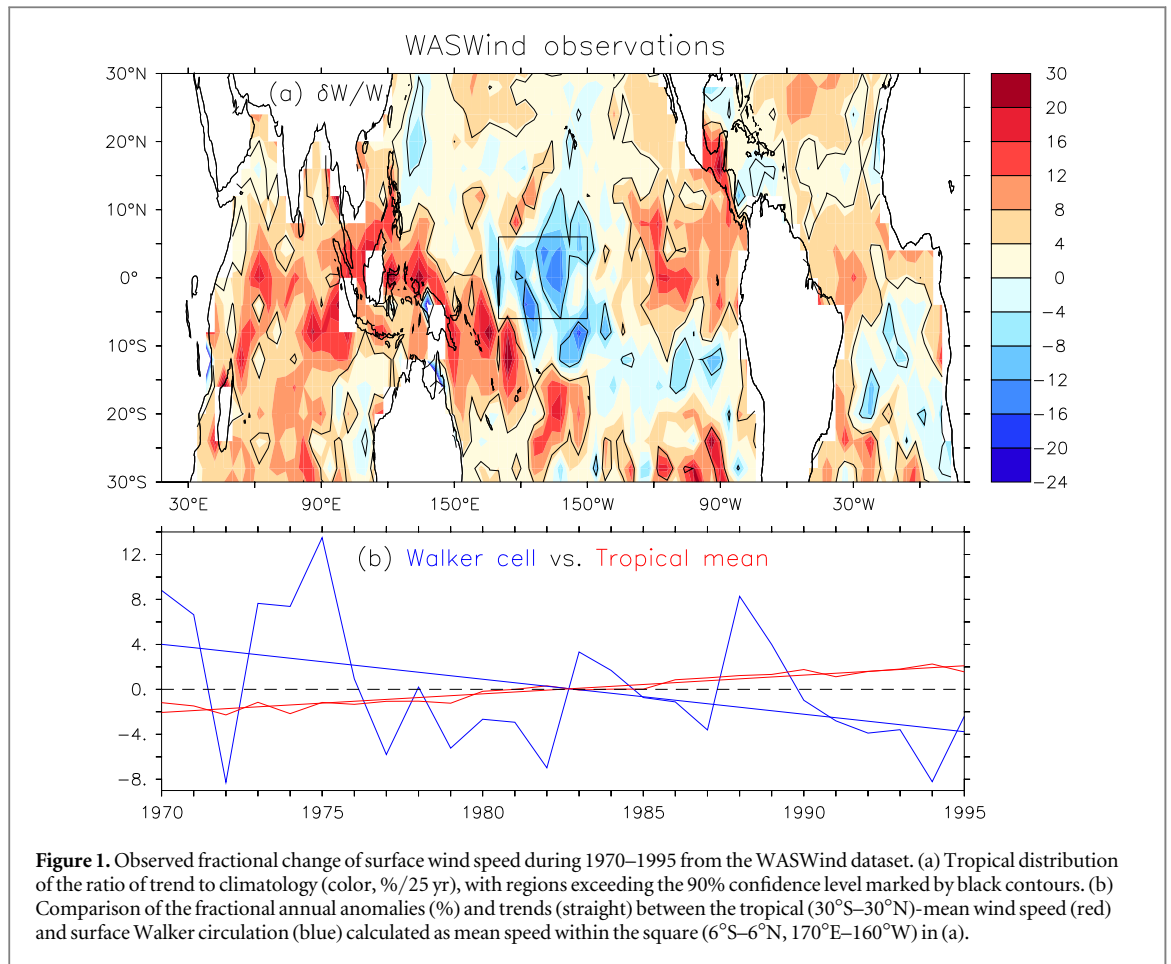 WASWind observations
(a) δW/W
30°N
20°N
10°N
0°
10°S
20°S
30°S
30°E 90°E 150°E 150°W 90°W 30°W
30
20
16
12
8
4
0
−4
−8
−12
−16
−20
−24
(b) Walker cell vs. Tropical mean
12.
8.
4.
0.
−4.
−8.
1970 1975 1980 1985 1990 1995
Figure 1. Observed fractional change of surface wind speed during 1970–1995 from the WASWind dataset. (a) Tropical distribution
of the ratio of trend to climatology (color, %/25 yr), with regions exceeding the 90% confidence level marked by black contours. (b)
Comparison of the fractional annual anomalies (%) and trends (straight) between the tropical (30°S–30°N)-mean wind speed (red)
and surface Walker circulation (blue) calculated as mean speed within the square (6°S–6°N, 170°E–160°W) in (a).